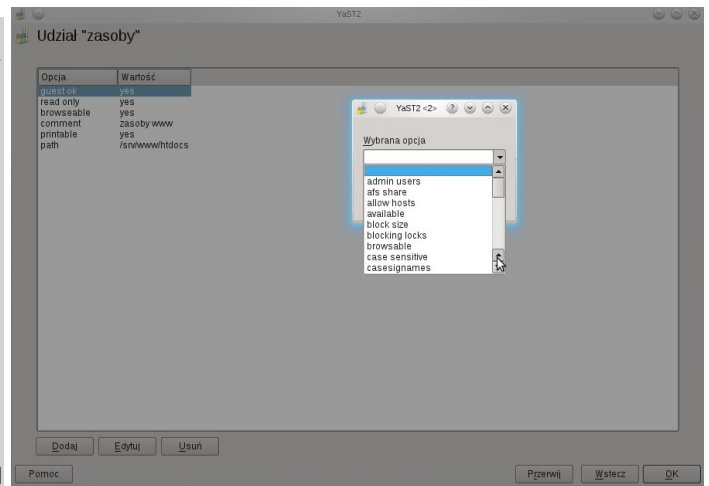 YaST2
Udział "zasoby"
Opcja Wartość
guest ok yes
read only yes
browseable yes
comment zasoby www
printable yes
path /srv/www/htdocs
YaST2 <2>
Wybrana opcja
admin users
afs share
allow hosts
available
block size
blocking locks
browsable
case sensitive
casesignames
Dodaj Edytuj Usuń
Pomoc Przerwij Wstecz OK